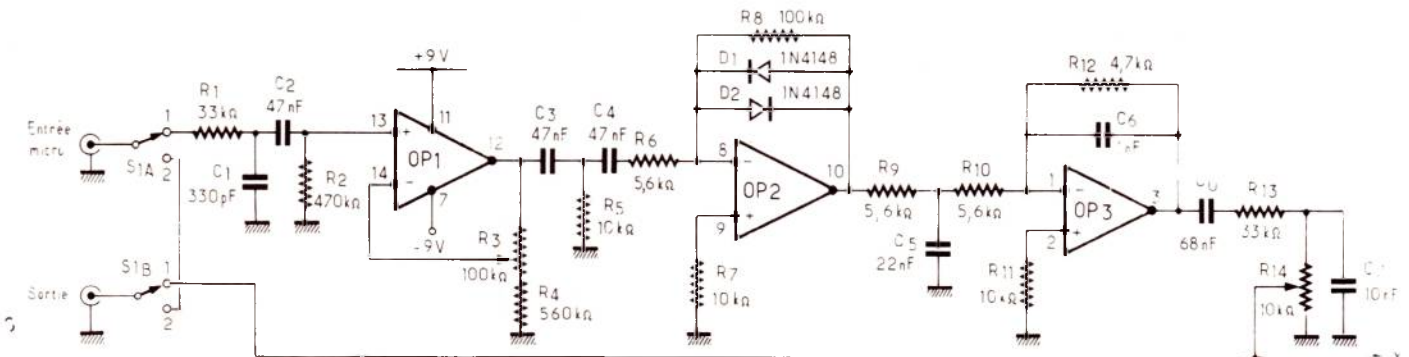 R8 100kΩ
D1 1N4148
D2 1N4148
R12 4,7kΩ
C6
1nF
+9V
Entrée
micro
S1A
1
2
R1
33kΩ
C1
330pF
C2
47nF
R2
470kΩ
13
+
11
12
14
−
OP1
7
-9V
R3
100kΩ
R4
560kΩ
C3
47nF
C4
47nF
R5
10kΩ
R6
5,6kΩ
8
−
OP2
10
9
+
R7
10kΩ
R9
5,6kΩ
R10
5,6kΩ
C5
22nF
1
−
OP3
3
2
+
R11
10kΩ
68nF
R13
33kΩ
R14
10kΩ
10nF
Sortie
S1B
1
2